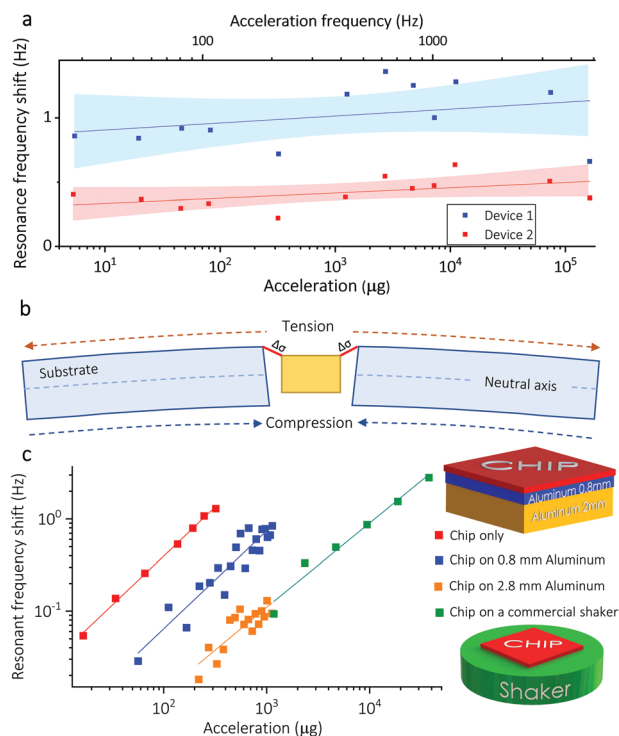 a
Acceleration frequency (Hz)
100
1000
Resonance frequency shift (Hz)
1
0
Device 1
Device 2
10¹ 10² 10³ 10⁴ 10⁵
Acceleration (µg)
b
Tension
Δσ
Δσ
Substrate
Neutral axis
Compression
c
Resonant frequency shift (Hz)
10⁰
10⁻¹
10² 10³ 10⁴
Acceleration (µg)
CHIP
Aluminum 0.8mm
Aluminum 2mm
Chip only
Chip on 0.8 mm Aluminum
Chip on 2.8 mm Aluminum
Chip on a commercial shaker
CHIP
Shaker